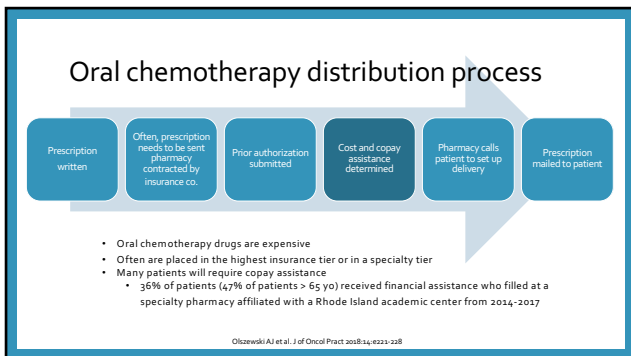 Oral chemotherapy distribution process
Prescription
written
Often, prescription
needs to be sent
pharmacy
contracted by
insurance co.
Prior authorization
submitted
Cost and copay
assistance
determined
Pharmacy calls
patient to set up
delivery
Prescription
mailed to patient
• Oral chemotherapy drugs are expensive
• Often are placed in the highest insurance tier or in a specialty tier
• Many patients will require copay assistance
• 36% of patients (47% of patients > 65 yo) received financial assistance who filled at a
specialty pharmacy affiliated with a Rhode Island academic center from 2014-2017
Olszewski AJ et al. J of Oncol Pract 2018:14:e221-228